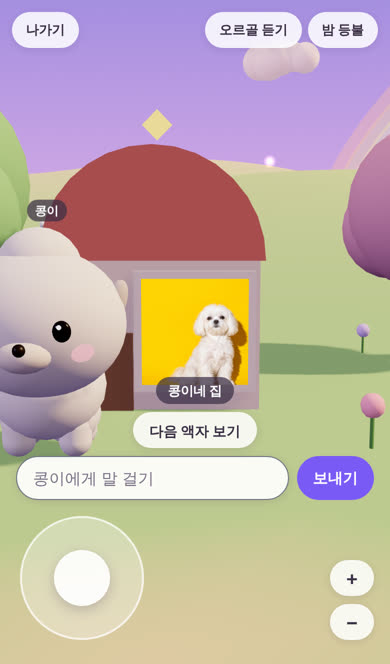 나가기
오르골 듣기
밤 등불
콩이
콩이네 집
다음 액자 보기
콩이에게 말 걸기
보내기
+
−